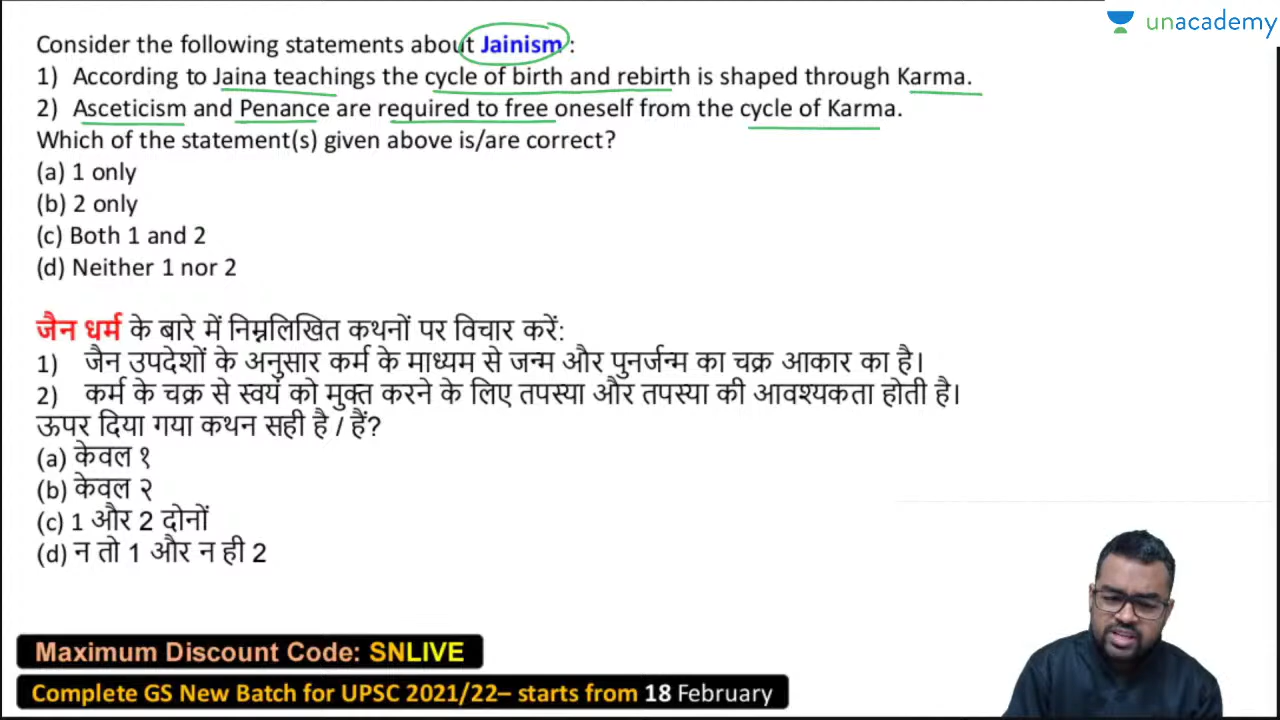 unacademy
Consider the following statements about Jainism :
1) According to Jaina teachings the cycle of birth and rebirth is shaped through Karma.
2) Asceticism and Penance are required to free oneself from the cycle of Karma.
Which of the statement(s) given above is/are correct?
(a) 1 only
(b) 2 only
(c) Both 1 and 2
(d) Neither 1 nor 2
जैन धर्म के बारे में निम्नलिखित कथनों पर विचार करें:
1) जैन उपदेशों के अनुसार कर्म के माध्यम से जन्म और पुनर्जन्म का चक्र आकार का है।
2) कर्म के चक्र से स्वयं को मुक्त करने के लिए तपस्या और तपस्या की आवश्यकता होती है।
ऊपर दिया गया कथन सही है / हैं?
(a) केवल १
(b) केवल २
(c) 1 और 2 दोनों
(d) न तो 1 और न ही 2
Maximum Discount Code: SNLIVE
Complete GS New Batch for UPSC 2021/22– starts from 18 February